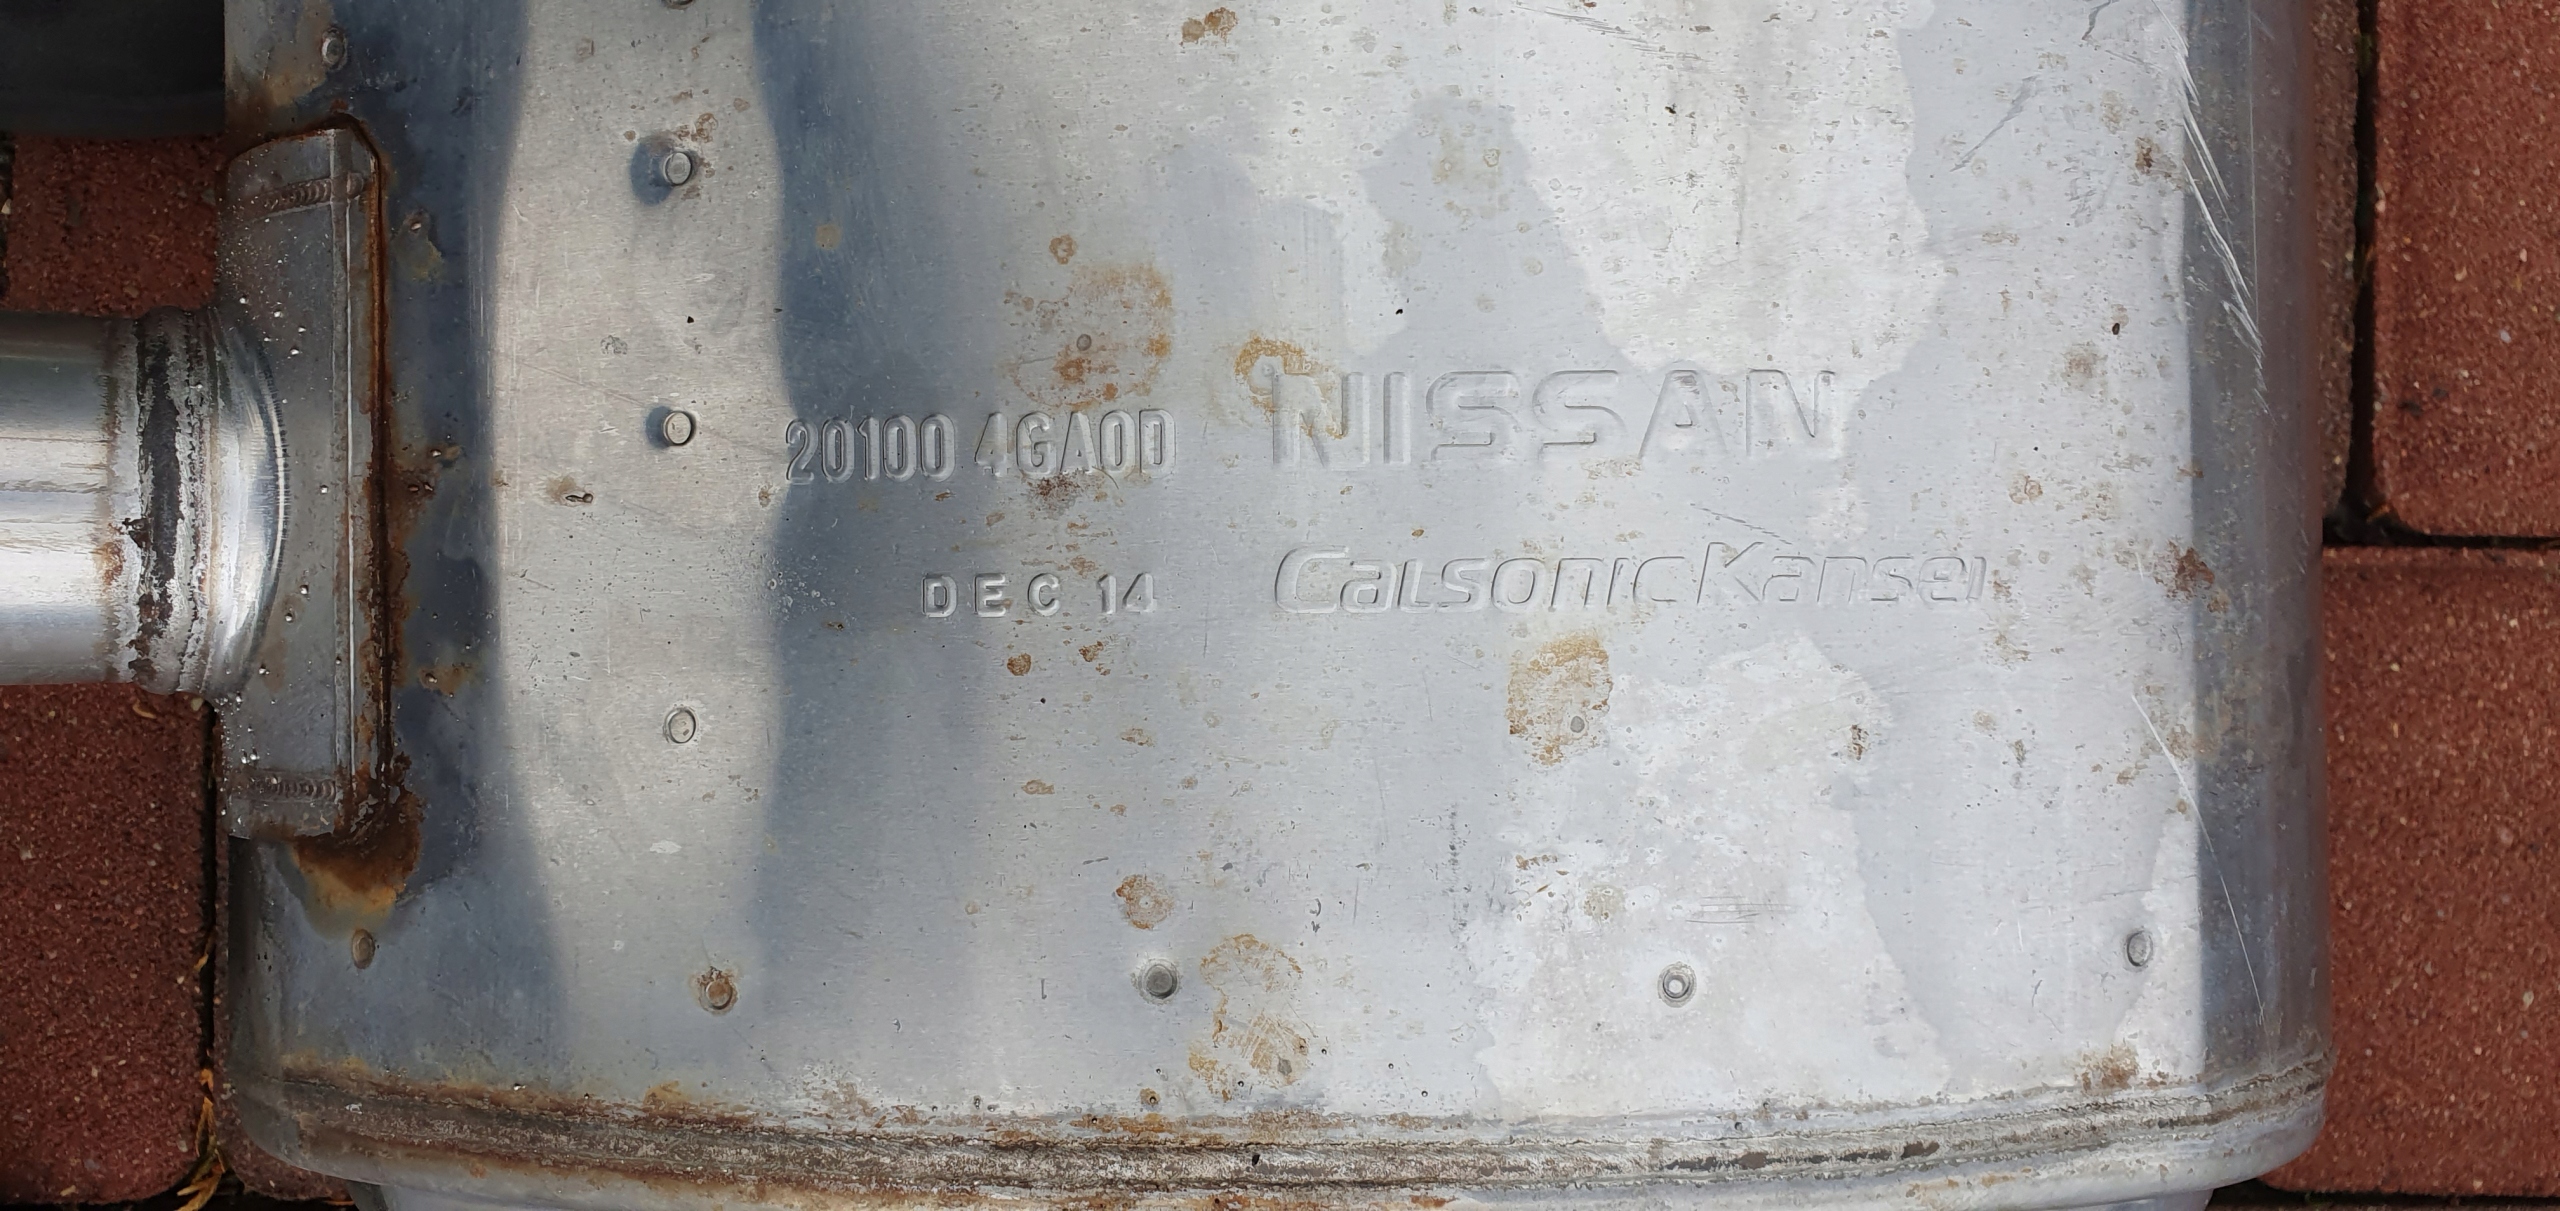 20100 4GA0D
DEC 14
NISSAN
CalsonicKansei